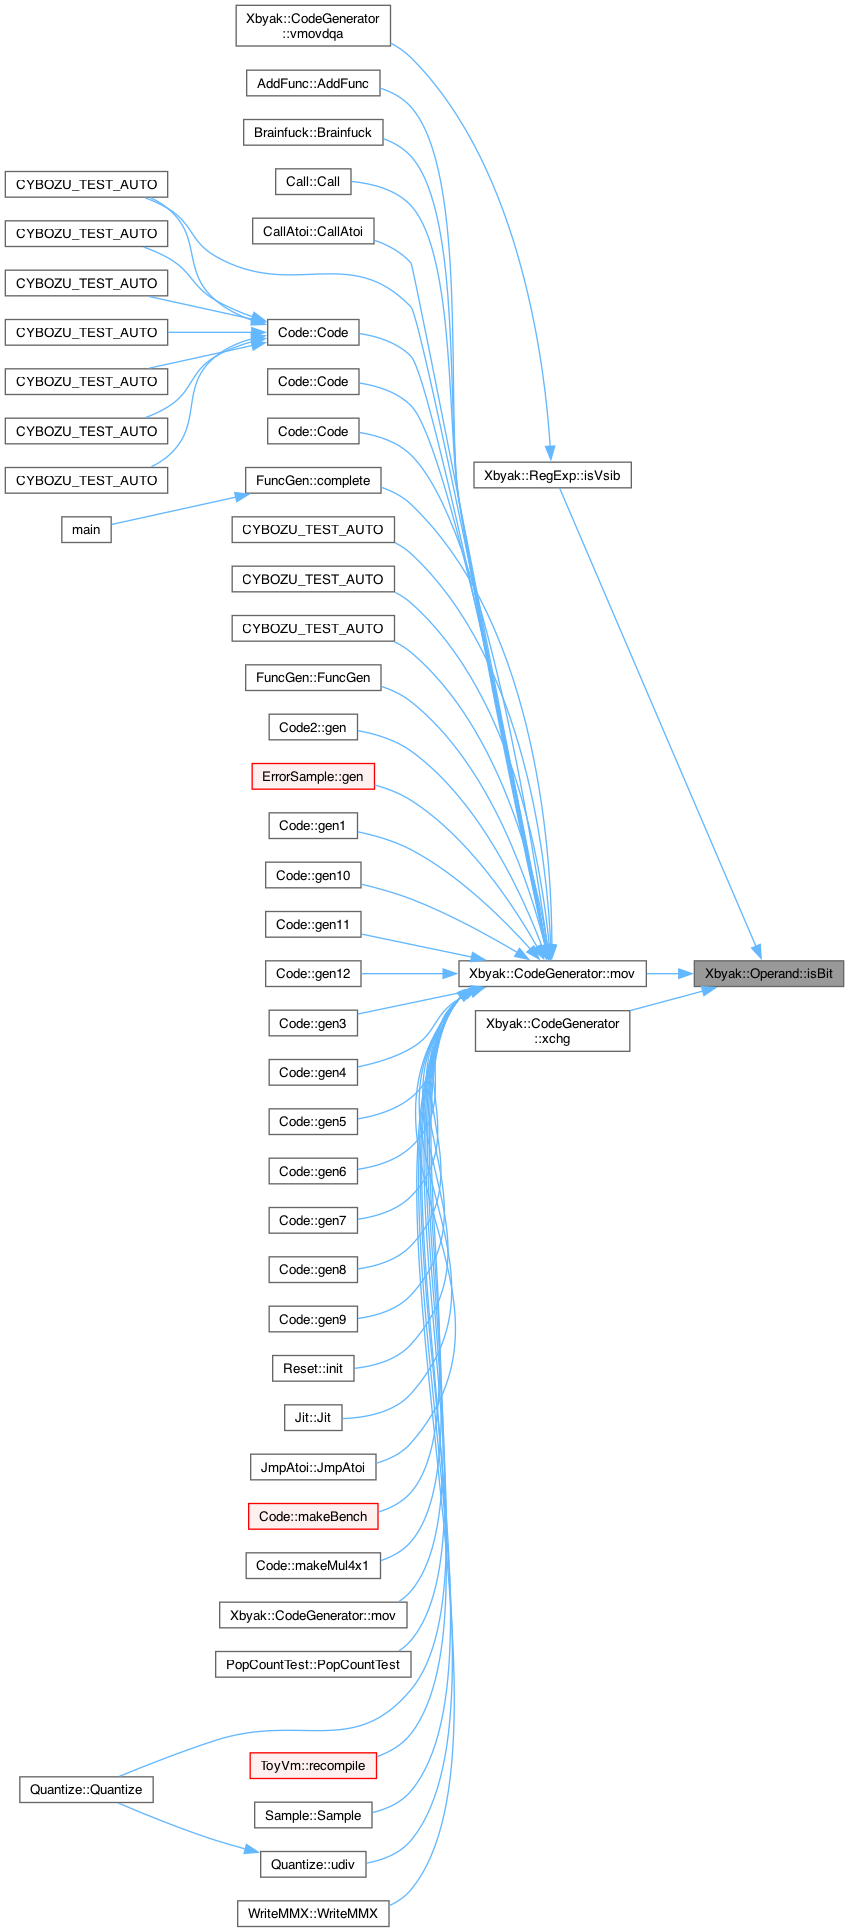 Xbyak::CodeGenerator
::vmovdqa
AddFunc::AddFunc
Brainfuck::Brainfuck
Call::Call
CYBOZU_TEST_AUTO
CallAtoi::CallAtoi
CYBOZU_TEST_AUTO
CYBOZU_TEST_AUTO
CYBOZU_TEST_AUTO
Code::Code
CYBOZU_TEST_AUTO
Code::Code
CYBOZU_TEST_AUTO
Code::Code
CYBOZU_TEST_AUTO
FuncGen::complete
Xbyak::RegExp::isVsib
main
CYBOZU_TEST_AUTO
CYBOZU_TEST_AUTO
CYBOZU_TEST_AUTO
FuncGen::FuncGen
Code2::gen
ErrorSample::gen
Code::gen1
Code::gen10
Code::gen11
Code::gen12
Xbyak::CodeGenerator::mov
Xbyak::Operand::isBit
Code::gen3
Xbyak::CodeGenerator
::xchg
Code::gen4
Code::gen5
Code::gen6
Code::gen7
Code::gen8
Code::gen9
Reset::init
Jit::Jit
JmpAtoi::JmpAtoi
Code::makeBench
Code::makeMul4x1
Xbyak::CodeGenerator::mov
PopCountTest::PopCountTest
ToyVm::recompile
Quantize::Quantize
Sample::Sample
Quantize::udiv
WriteMMX::WriteMMX